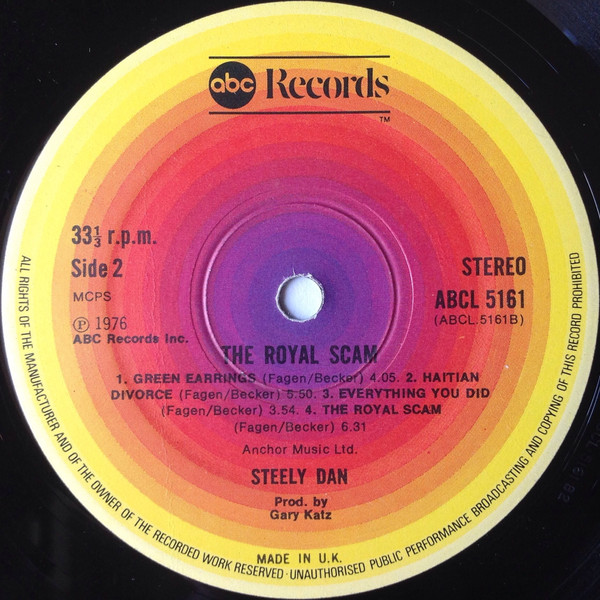 abc Records
TM
33⅓ r.p.m.
Side 2
MCPS
Ⓟ 1976
ABC Records Inc.
STEREO
ABCL 5161
(ABCL.5161B)
THE ROYAL SCAM
1. GREEN EARRINGS (Fagen/Becker) 4.05. 2. HAITIAN
DIVORCE (Fagen/Becker) 5.50. 3. EVERYTHING YOU DID
(Fagen/Becker) 3.54. 4. THE ROYAL SCAM
(Fagen/Becker) 6.31
Anchor Music Ltd.
STEELY DAN
Prod. by
Gary Katz
MADE IN U.K.
ALL RIGHTS OF THE MANUFACTURER AND OF THE OWNER OF THE RECORDED WORK RESERVED · UNAUTHORISED PUBLIC PERFORMANCE BROADCASTING AND COPYING OF THIS RECORD PROHIBITED